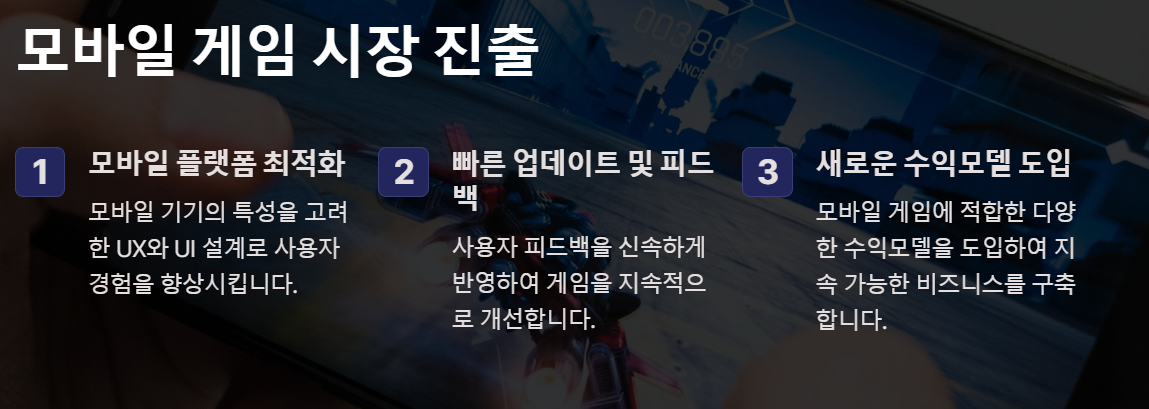 모바일 게임 시장 진출
1
모바일 플랫폼 최적화
모바일 기기의 특성을 고려
한 UX와 UI 설계로 사용자
경험을 향상시킵니다.
2
빠른 업데이트 및 피드
백
사용자 피드백을 신속하게
반영하여 게임을 지속적으
로 개선합니다.
3
새로운 수익모델 도입
모바일 게임에 적합한 다양
한 수익모델을 도입하여 지
속 가능한 비즈니스를 구축
합니다.